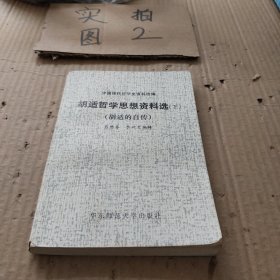 实拍
图2
中国现代哲学史资料选编
胡适哲学思想资料选(下)
(胡适的自传)
华东师范大学出版社